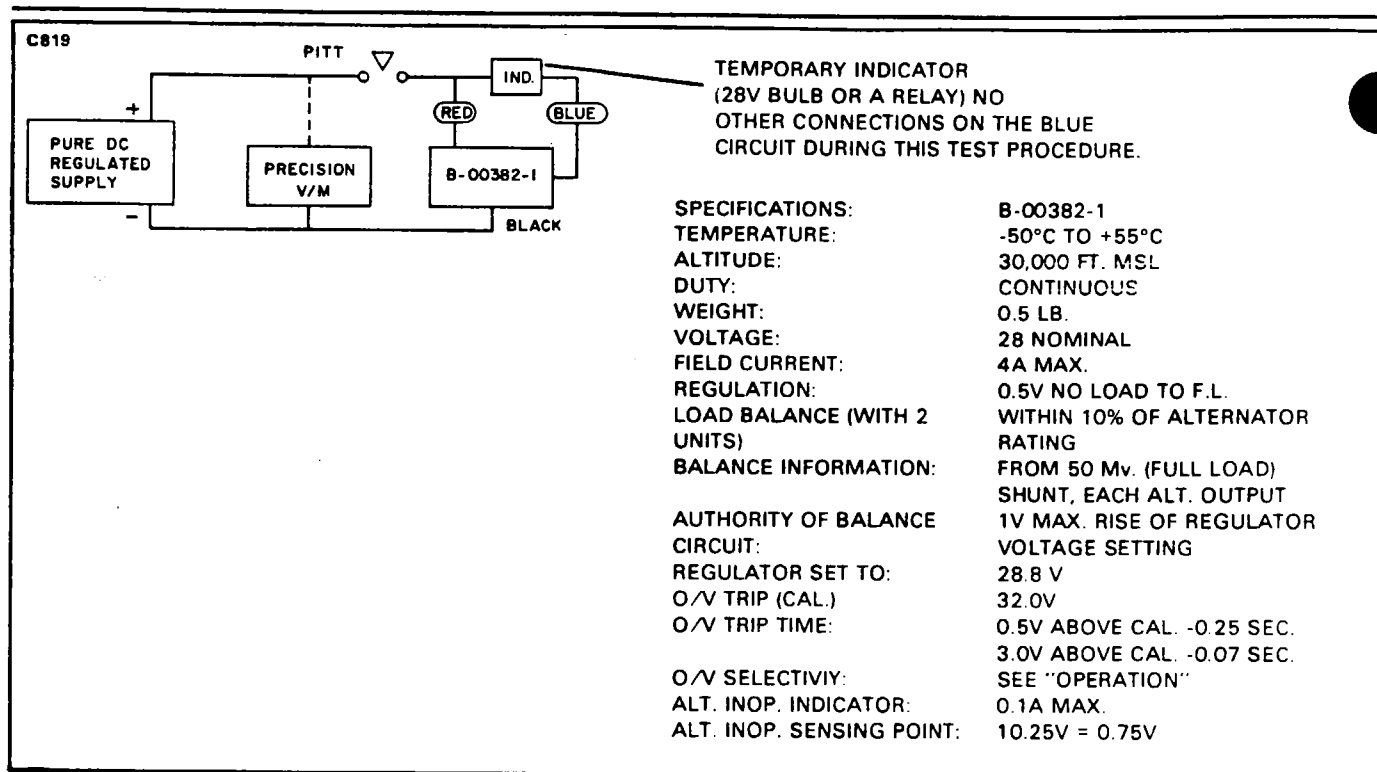 C819
PITT
IND.
RED
BLUE
+
PURE DC
REGULATED
SUPPLY
PRECISION
V/M
B-00382-1
-
BLACK
TEMPORARY INDICATOR
(28V BULB OR A RELAY) NO
OTHER CONNECTIONS ON THE BLUE
CIRCUIT DURING THIS TEST PROCEDURE.
SPECIFICATIONS: B-00382-1
TEMPERATURE: -50°C TO +55°C
ALTITUDE: 30,000 FT. MSL
DUTY: CONTINUOUS
WEIGHT: 0.5 LB.
VOLTAGE: 28 NOMINAL
FIELD CURRENT: 4A MAX.
REGULATION: 0.5V NO LOAD TO F.L.
LOAD BALANCE (WITH 2 WITHIN 10% OF ALTERNATOR
UNITS) RATING
BALANCE INFORMATION: FROM 50 Mv. (FULL LOAD)
SHUNT, EACH ALT. OUTPUT
AUTHORITY OF BALANCE 1V MAX. RISE OF REGULATOR
CIRCUIT: VOLTAGE SETTING
REGULATOR SET TO: 28.8 V
O/V TRIP (CAL.) 32.0V
O/V TRIP TIME: 0.5V ABOVE CAL. -0.25 SEC.
3.0V ABOVE CAL. -0.07 SEC.
O/V SELECTIVIY: SEE "OPERATION"
ALT. INOP. INDICATOR: 0.1A MAX.
ALT. INOP. SENSING POINT: 10.25V = 0.75V